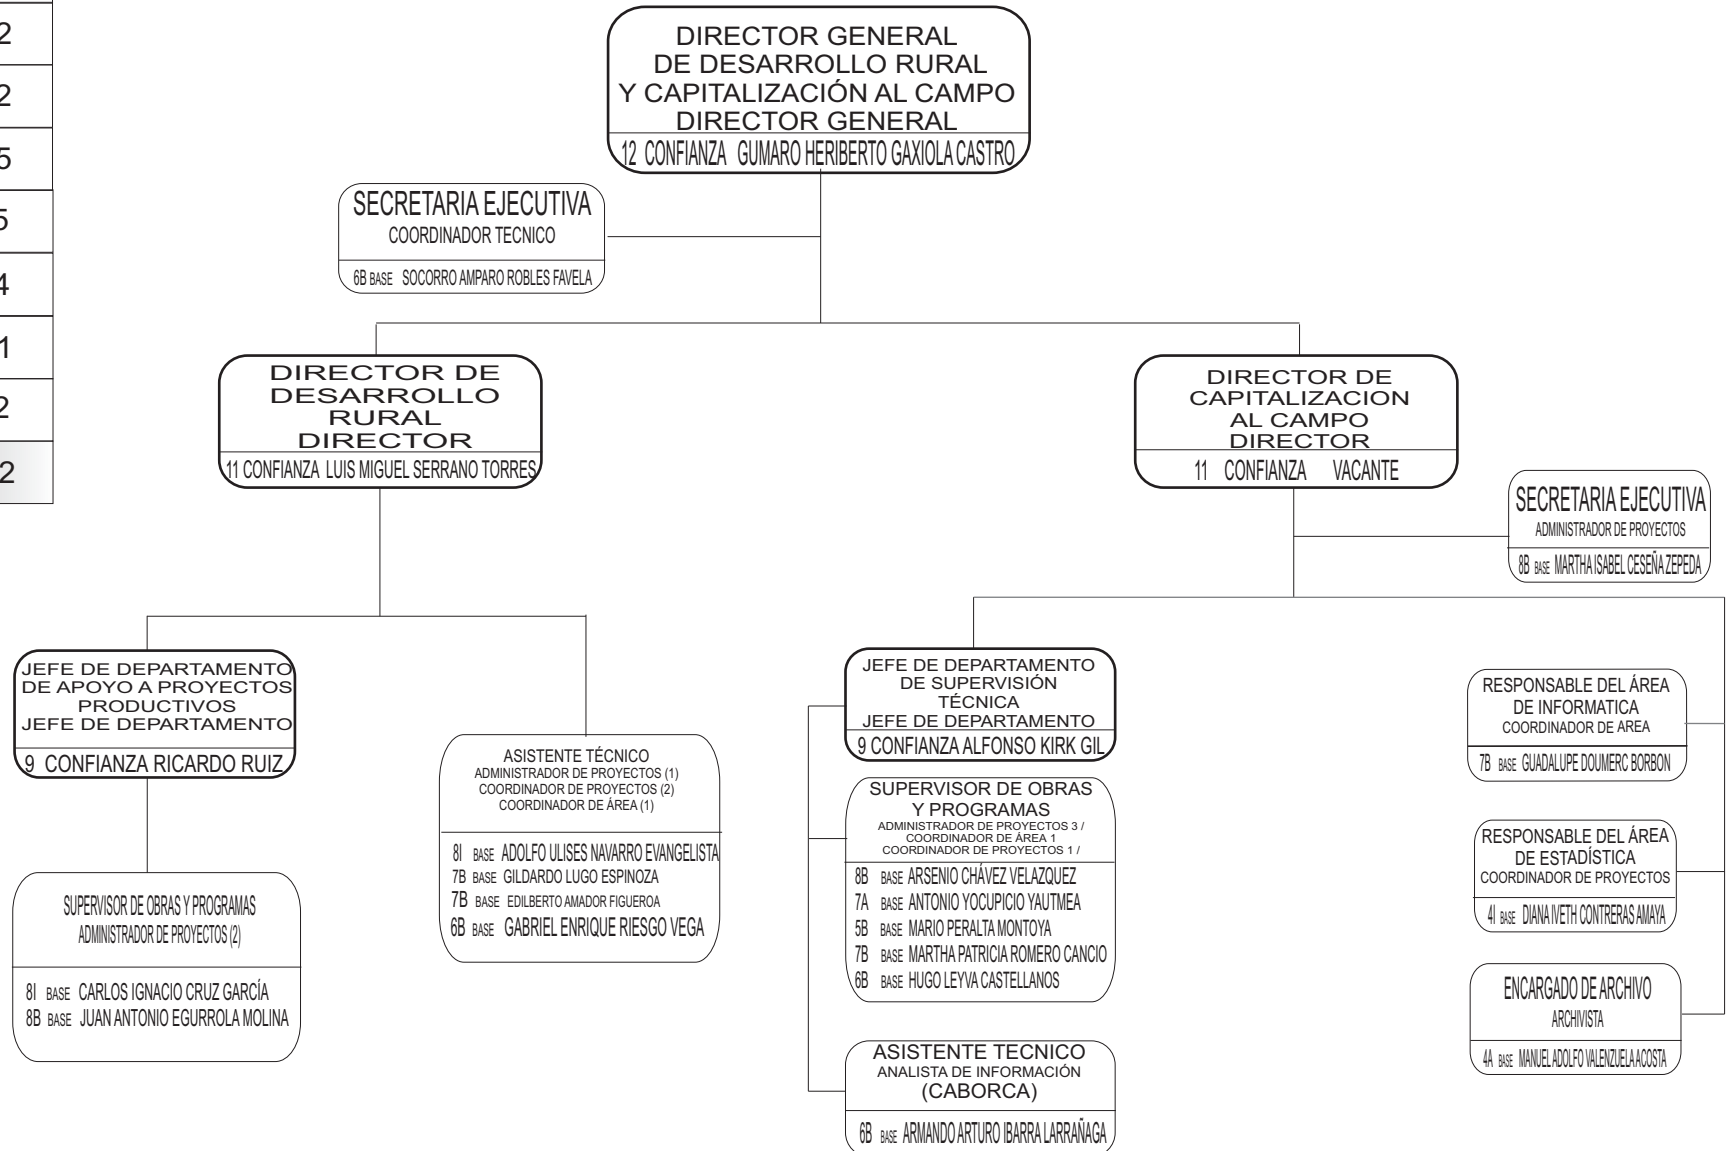 2
2
5
5
4
1
2
2
DIRECTOR GENERAL
DE DESARROLLO RURAL
Y CAPITALIZACIÓN AL CAMPO
DIRECTOR GENERAL
12 CONFIANZA GUMARO HERIBERTO GAXIOLA CASTRO
SECRETARIA EJECUTIVA
COORDINADOR TECNICO
6B BASE SOCORRO AMPARO ROBLES FAVELA
DIRECTOR DE
DESARROLLO
RURAL
DIRECTOR
11 CONFIANZA LUIS MIGUEL SERRANO TORRES
DIRECTOR DE
CAPITALIZACION
AL CAMPO
DIRECTOR
11 CONFIANZA VACANTE
SECRETARIA EJECUTIVA
ADMINISTRADOR DE PROYECTOS
8B BASE MARTHA ISABEL CESEÑA ZEPEDA
JEFE DE DEPARTAMENTO
DE APOYO A PROYECTOS
PRODUCTIVOS
JEFE DE DEPARTAMENTO
9 CONFIANZA RICARDO RUIZ
SUPERVISOR DE OBRAS Y PROGRAMAS
ADMINISTRADOR DE PROYECTOS (2)
8I BASE CARLOS IGNACIO CRUZ GARCÍA
8B BASE JUAN ANTONIO EGURROLA MOLINA
ASISTENTE TÉCNICO
ADMINISTRADOR DE PROYECTOS (1)
COORDINADOR DE PROYECTOS (2)
COORDINADOR DE ÁREA (1)
8I BASE ADOLFO ULISES NAVARRO EVANGELISTA
7B BASE GILDARDO LUGO ESPINOZA
7B BASE EDILBERTO AMADOR FIGUEROA
6B BASE GABRIEL ENRIQUE RIESGO VEGA
JEFE DE DEPARTAMENTO
DE SUPERVISIÓN
TÉCNICA
JEFE DE DEPARTAMENTO
9 CONFIANZA ALFONSO KIRK GIL
SUPERVISOR DE OBRAS
Y PROGRAMAS
ADMINISTRADOR DE PROYECTOS 3 /
COORDINADOR DE ÁREA 1
COORDINADOR DE PROYECTOS 1 /
8B BASE ARSENIO CHÁVEZ VELAZQUEZ
7A BASE ANTONIO YOCUPICIO YAUTMEA
5B BASE MARIO PERALTA MONTOYA
7B BASE MARTHA PATRICIA ROMERO CANCIO
6B BASE HUGO LEYVA CASTELLANOS
ASISTENTE TECNICO
ANALISTA DE INFORMACIÓN
(CABORCA)
6B BASE ARMANDO ARTURO IBARRA LARRAÑAGA
RESPONSABLE DEL ÁREA
DE INFORMATICA
COORDINADOR DE AREA
7B BASE GUADALUPE DOUMERC BORBON
RESPONSABLE DEL ÁREA
DE ESTADÍSTICA
COORDINADOR DE PROYECTOS
4I BASE DIANA IVETH CONTRERAS AMAYA
ENCARGADO DE ARCHIVO
ARCHIVISTA
4A BASE MANUEL ADOLFO VALENZUELA ACOSTA